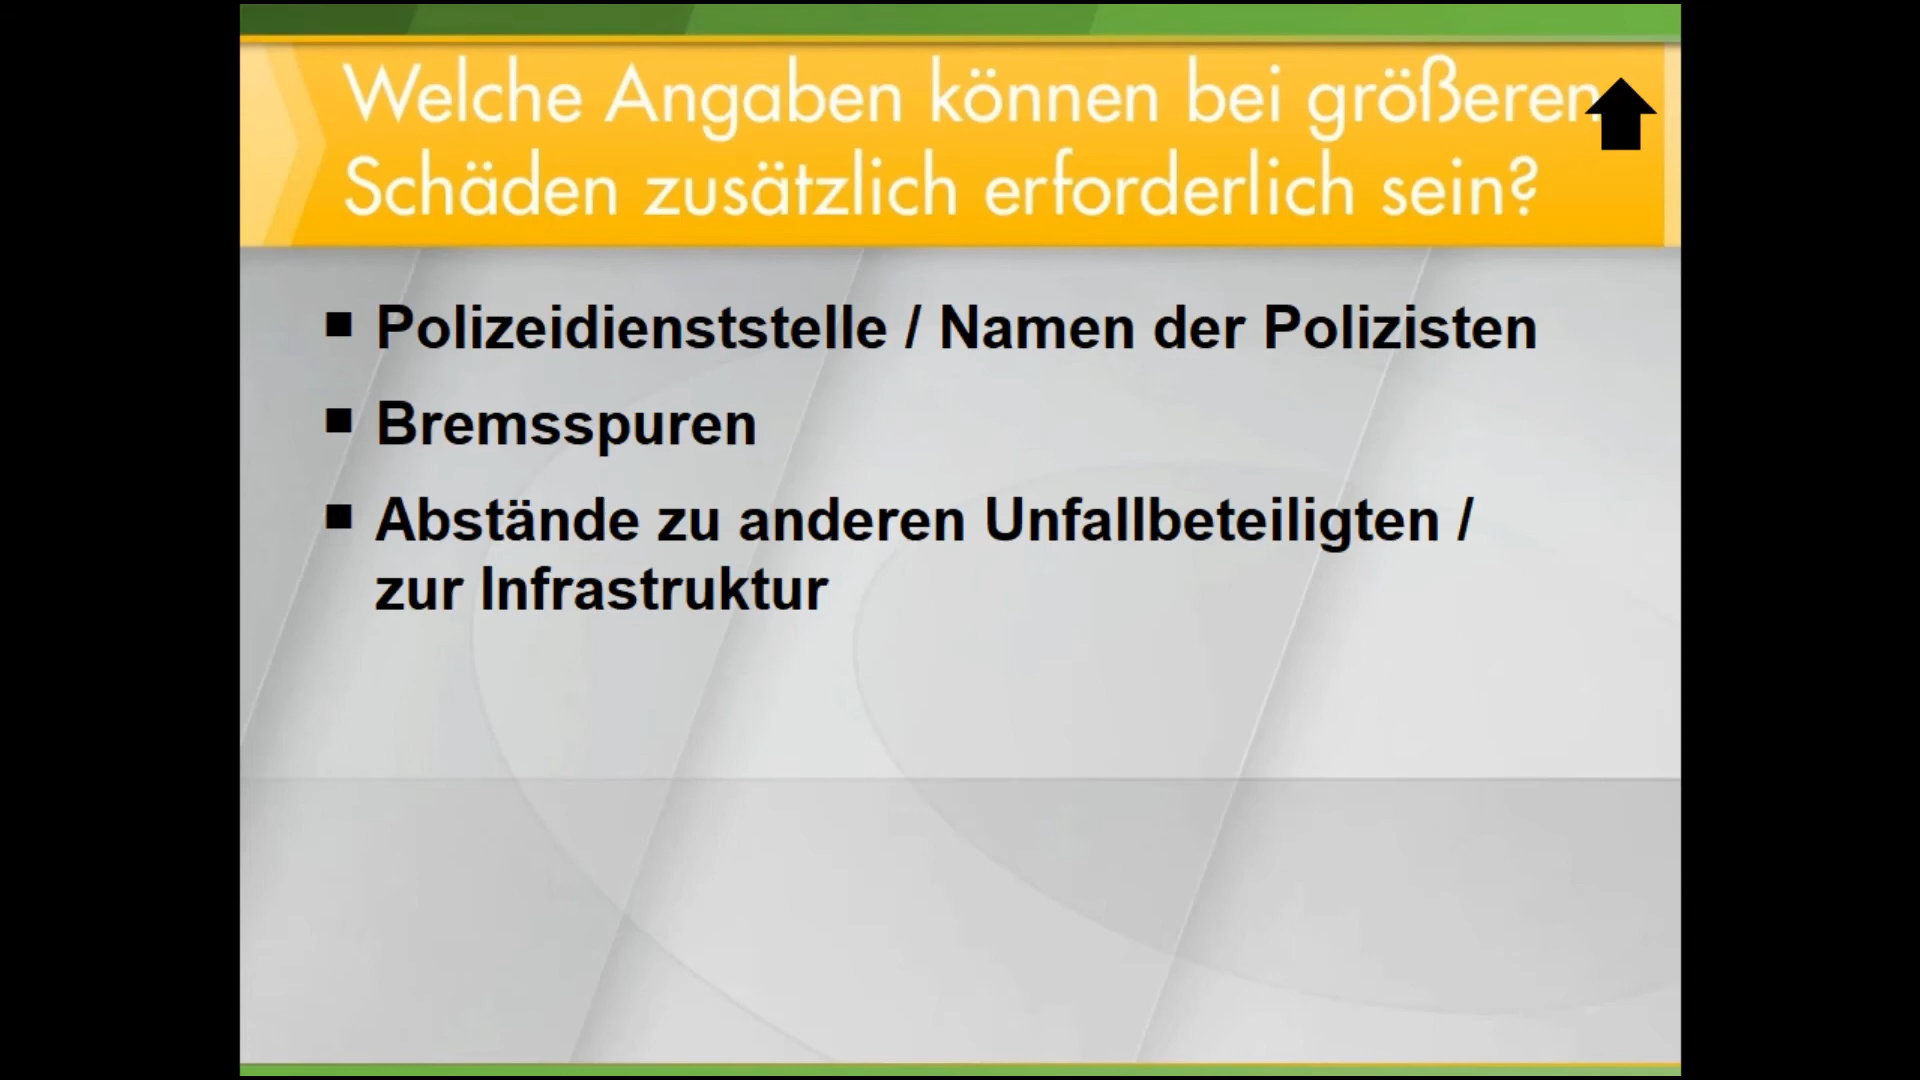 Welche Angaben können bei größeren
Schäden zusätzlich erforderlich sein?
Polizeidienststelle / Namen der Polizisten
Bremsspuren
Abstände zu anderen Unfallbeteiligten /
zur Infrastruktur